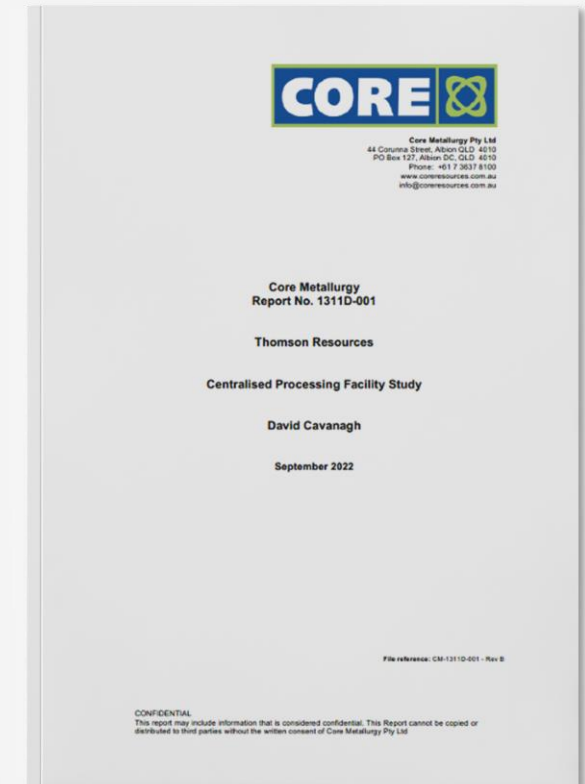 CORE
Core Metallurgy Pty Ltd
44 Corunna Street, Albion QLD 4010
PO Box 127, Albion DC, QLD 4010
Phone: +61 7 3637 8100
www.coreresources.com.au
info@coreresources.com.au
Core Metallurgy
Report No. 1311D-001
Thomson Resources
Centralised Processing Facility Study
David Cavanagh
September 2022
File reference: CM-1311D-001 - Rev B
CONFIDENTIAL
This report may include information that is considered confidential. This Report cannot be copied or
distributed to third parties without the written consent of Core Metallurgy Pty Ltd